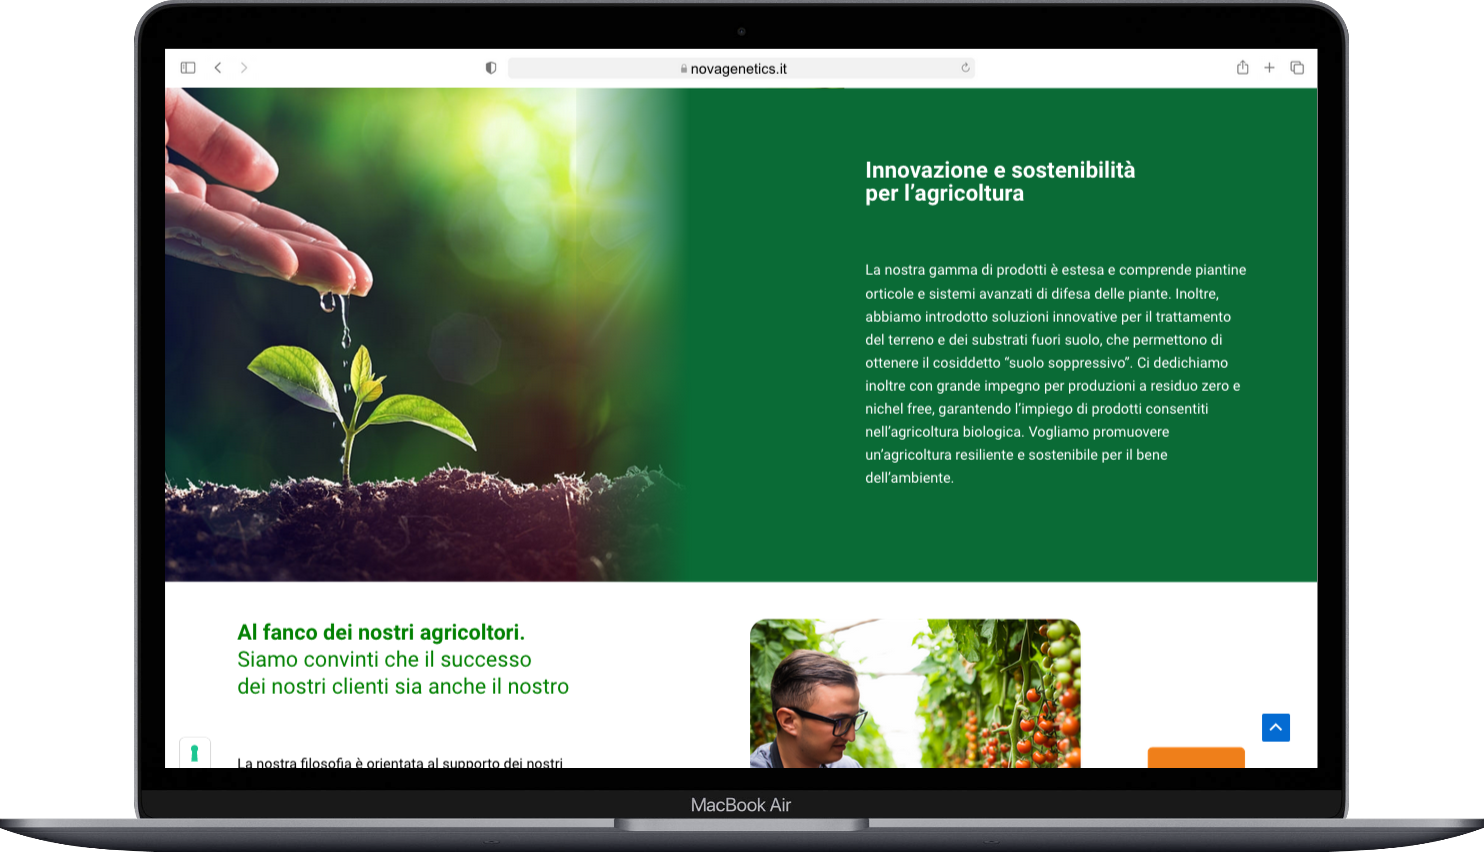 novagenetics.it
Innovazione e sostenibilità
per l’agricoltura
La nostra gamma di prodotti è estesa e comprende piantine
orticole e sistemi avanzati di difesa delle piante. Inoltre,
abbiamo introdotto soluzioni innovative per il trattamento
del terreno e dei substrati fuori suolo, che permettono di
ottenere il cosiddetto “suolo soppressivo”. Ci dedichiamo
inoltre con grande impegno per produzioni a residuo zero e
nichel free, garantendo l’impiego di prodotti consentiti
nell’agricoltura biologica. Vogliamo promuovere
un’agricoltura resiliente e sostenibile per il bene
dell’ambiente.
Al fanco dei nostri agricoltori.
Siamo convinti che il successo
dei nostri clienti sia anche il nostro
La nostra filosofia è orientata al supporto dei nostri
MacBook Air